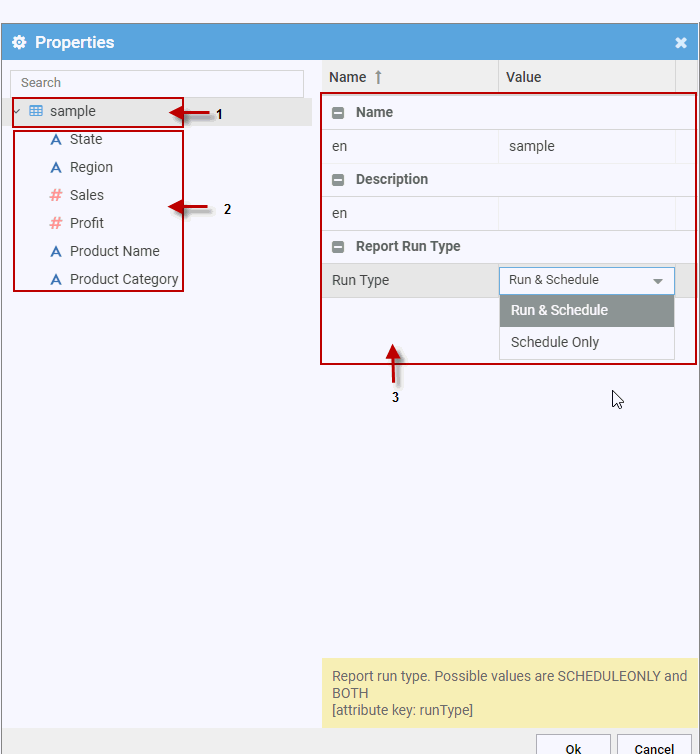 Properties
Search
sample
1
State
Region
Sales
2
Profit
Product Name
Product Category
Name Value
Name
en sample
Description
en
Report Run Type
Run Type Run & Schedule
Run & Schedule
Schedule Only
3
Report run type. Possible values are SCHEDULEONLY and
BOTH
[attribute key: runType]
Ok Cancel